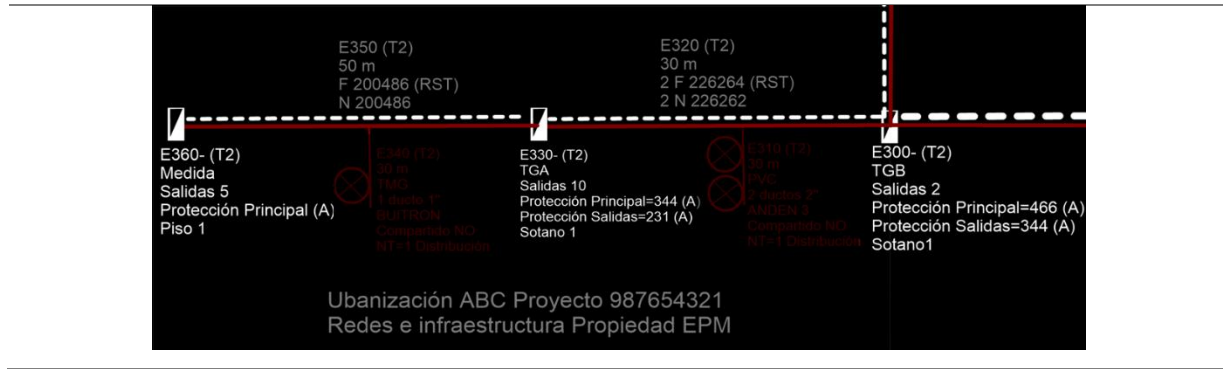 E350 (T2)
50 m
F 200486 (RST)
N 200486
E320 (T2)
30 m
2 F 226264 (RST)
2 N 226262
E360- (T2)
Medida
Salidas 5
Protección Principal (A)
Piso 1
E340 (T2)
30 m
TMG
1 ducto 1"
BUITRON
Compartido NO
NT=1 Distribución
E330- (T2)
TGA
Salidas 10
Protección Principal=344 (A)
Protección Salidas=231 (A)
Sotano 1
E310 (T2)
30 m
PVC
2 ductos 2"
ANDEN 3
Compartido NO
NT=1 Distribución
E300- (T2)
TGB
Salidas 2
Protección Principal=466 (A)
Protección Salidas=344 (A)
Sotano1
Ubanización ABC Proyecto 987654321
Redes e infraestructura Propiedad EPM